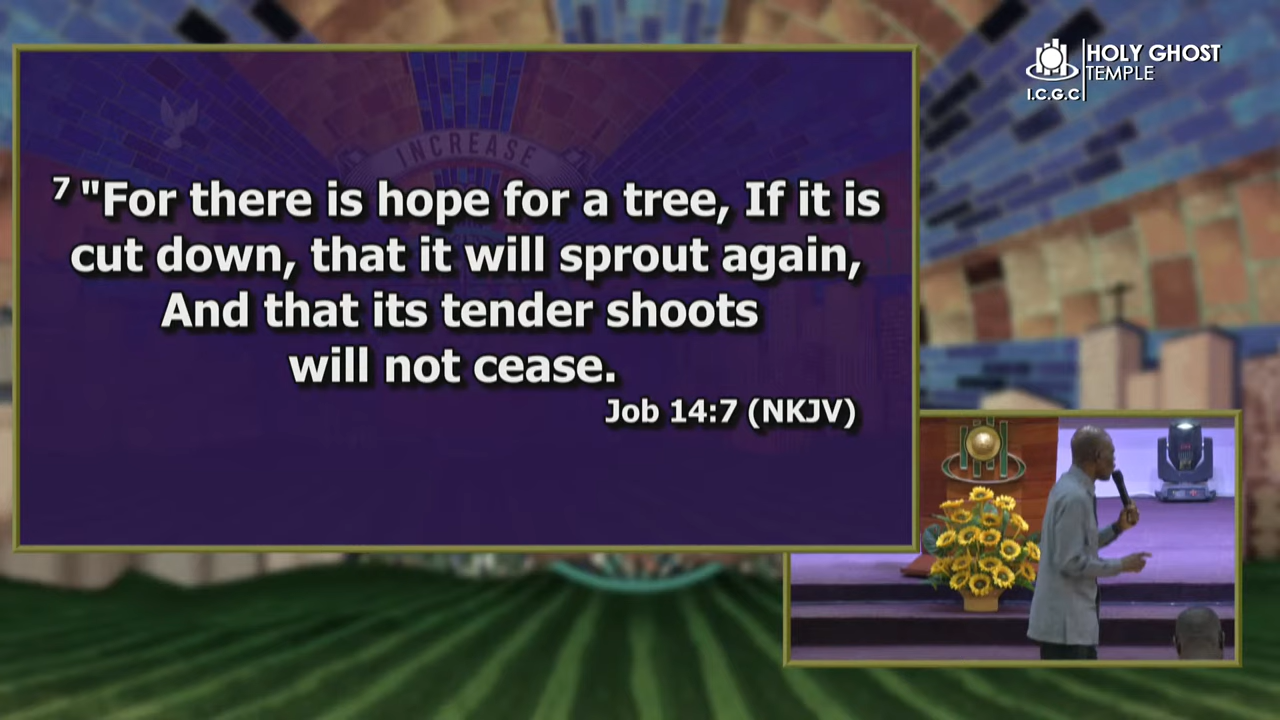 HOLY GHOST
TEMPLE
I.C.G.C
INCREASE
7 "For there is hope for a tree, If it is
cut down, that it will sprout again,
And that its tender shoots
will not cease.
Job 14:7 (NKJV)